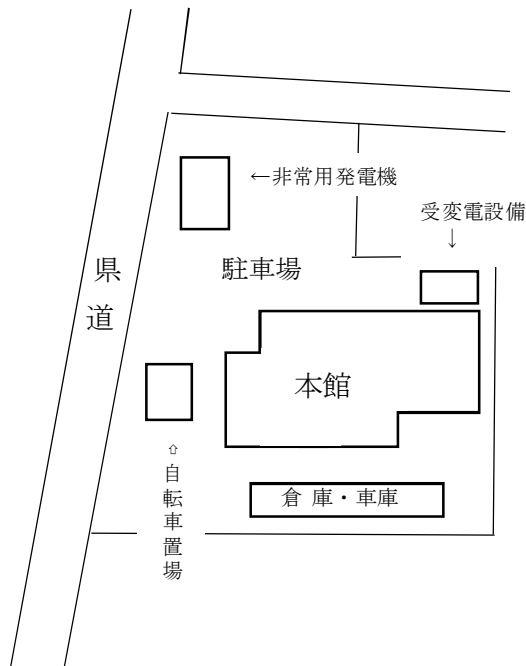 ←非常用発電機
受変電設備
↓
駐車場
県道
本館
⇧
自転車置場
倉 庫・車庫